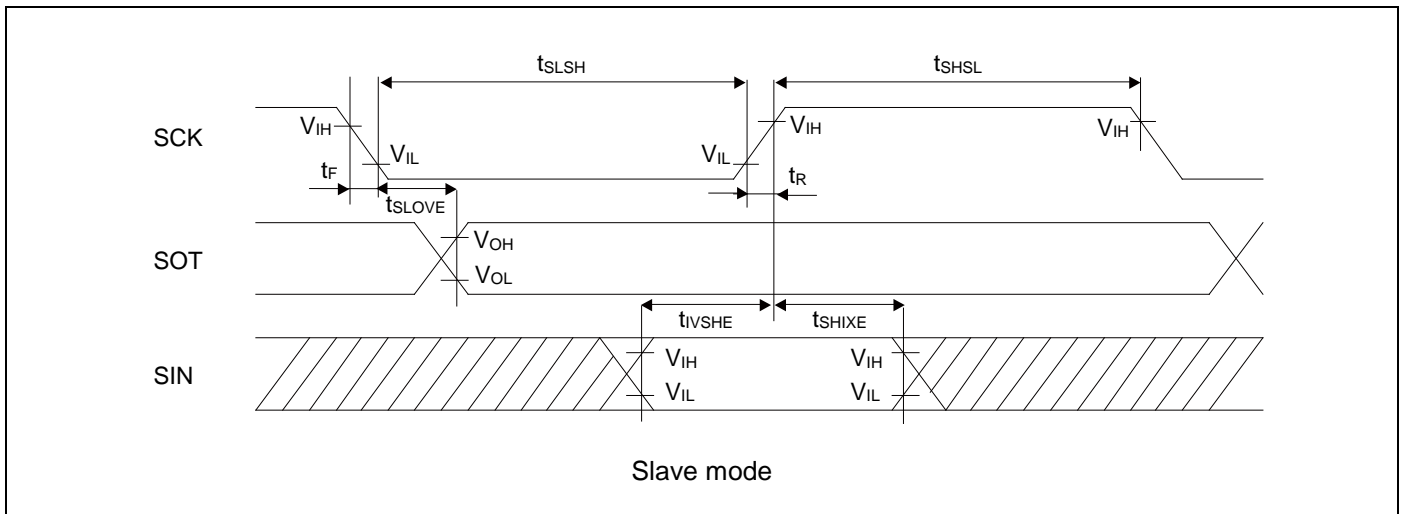 tSLSH
tSHSL
SCK
VIH
VIH
VIH
VIL
VIL
tF
tR
tSLOVE
SOT
VOH
VOL
tIVSHE
tSHIXE
SIN
VIH
VIH
VIL
VIL
Slave mode